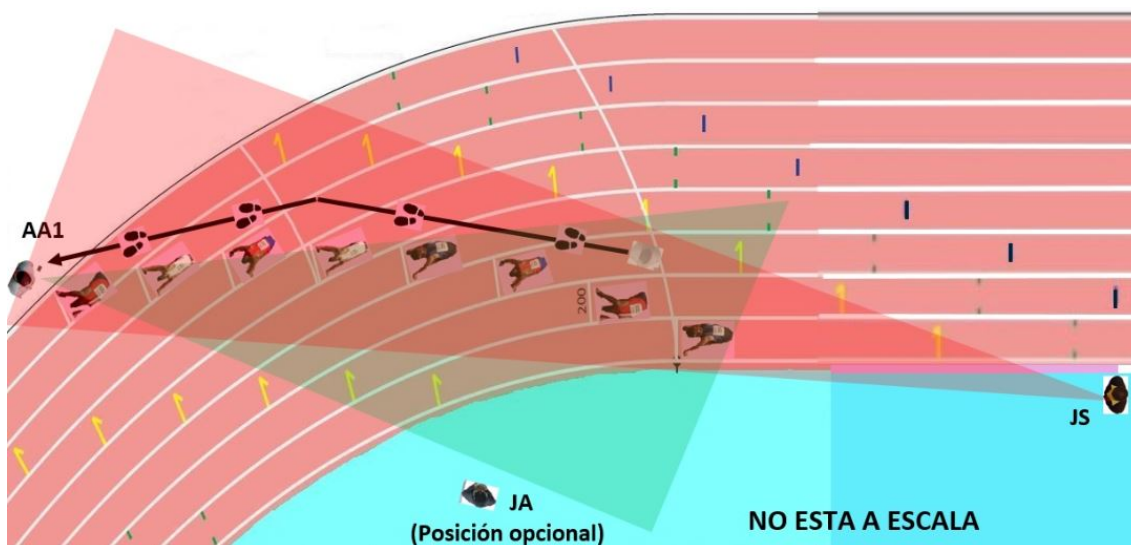 AA1
200
JS
JA
(Posición opcional)
NO ESTA A ESCALA